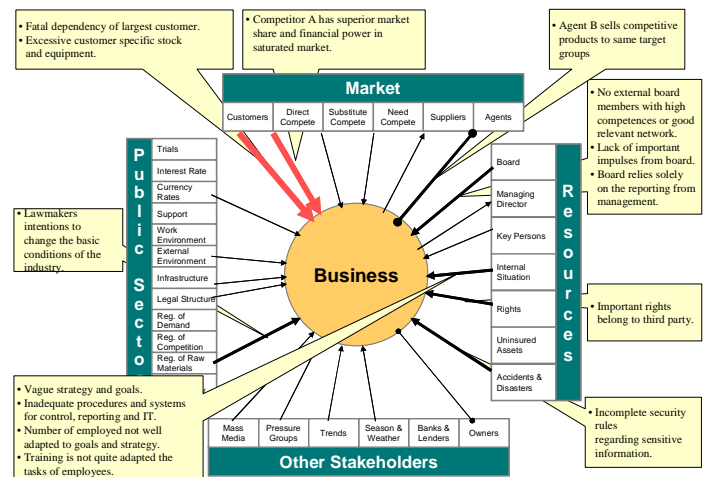 • Fatal dependency of largest customer.
• Excessive customer specific stock
and equipment.
• Competitor A has superior market
share and financial power in
saturated market.
• Agent B sells competitive
products to same target
groups
Market
Customers
Direct
Compete
Substitute
Compete
Need
Compete
Suppliers
Agents
• No external board
members with high
competences or good
relevant network.
• Lack of important
impulses from board.
• Board relies solely
on the reporting from
management.
Public Secto
Trials
Interest Rate
Currency
Rates
Support
Work
Environment
External
Environment
Infrastructure
Legal Structure
Reg. of
Demand
Reg. of
Competition
Reg. of Raw
Materials
• Lawmakers
intentions to
change the basic
conditions of the
industry.
Business
Board
Managing
Director
Key Persons
Internal
Situation
Rights
Uninsured
Assets
Accidents &
Disasters
Resources
• Important rights
belong to third party.
• Vague strategy and goals.
• Inadequate procedures and systems
for control, reporting and IT.
• Number of employed not well
adapted to goals and strategy.
• Training is not quite adapted the
tasks of employees.
• Incomplete security
rules
regarding sensitive
information.
Mass
Media
Pressure
Groups
Trends
Season &
Weather
Banks &
Lenders
Owners
Other Stakeholders